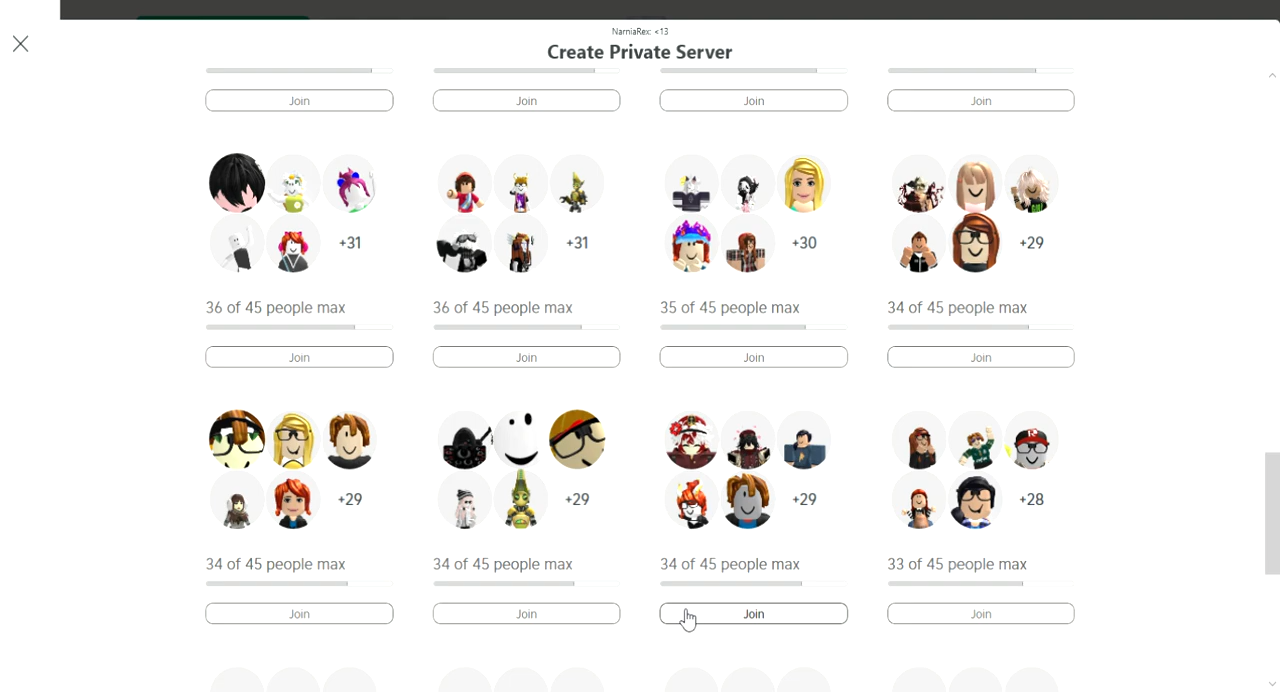 NarniaRex: <13
Create Private Server
Join Join Join Join
+31 +31 +30 +29
36 of 45 people max 36 of 45 people max 35 of 45 people max 34 of 45 people max
Join Join Join Join
+29 +29 +29 +28
34 of 45 people max 34 of 45 people max 34 of 45 people max 33 of 45 people max
Join Join Join Join